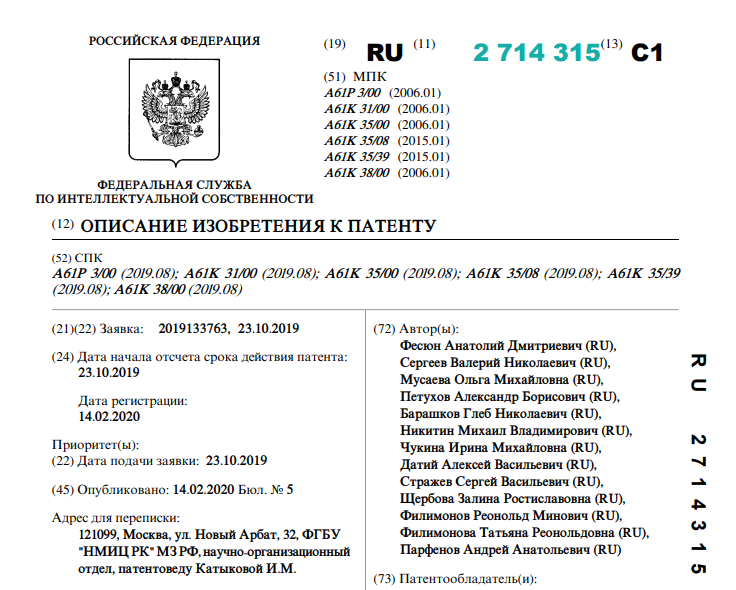 РОССИЙСКАЯ ФЕДЕРАЦИЯ
ФЕДЕРАЛЬНАЯ СЛУЖБА
ПО ИНТЕЛЛЕКТУАЛЬНОЙ СОБСТВЕННОСТИ
(19) RU (11) 2 714 315 (13) C1
(51) МПК
A61P 3/00 (2006.01)
A61K 31/00 (2006.01)
A61K 35/00 (2006.01)
A61K 35/08 (2015.01)
A61K 35/39 (2015.01)
A61K 38/00 (2006.01)
(12) ОПИСАНИЕ ИЗОБРЕТЕНИЯ К ПАТЕНТУ
(52) СПК
A61P 3/00 (2019.08); A61K 31/00 (2019.08); A61K 35/00 (2019.08); A61K 35/08 (2019.08); A61K 35/39
(2019.08); A61K 38/00 (2019.08)
(21)(22) Заявка: 2019133763, 23.10.2019
(24) Дата начала отсчета срока действия патента:
23.10.2019
Дата регистрации:
14.02.2020
Приоритет(ы):
(22) Дата подачи заявки: 23.10.2019
(45) Опубликовано: 14.02.2020 Бюл. № 5
Адрес для переписки:
121099, Москва, ул. Новый Арбат, 32, ФГБУ
"НМИЦ РК" МЗ РФ, научно-организационный
отдел, патентоведу Катыковой И.М.
(72) Автор(ы):
Фесюн Анатолий Дмитриевич (RU),
Сергеев Валерий Николаевич (RU),
Мусаева Ольга Михайловна (RU),
Петухов Александр Борисович (RU),
Барашков Глеб Николаевич (RU),
Никитин Михаил Владимирович (RU),
Чукина Ирина Михайловна (RU),
Датий Алексей Васильевич (RU),
Стражев Сергей Васильевич (RU),
Щербова Залина Ростиславовна (RU),
Филимонов Реонольд Минович (RU),
Филимонова Татьяна Реонольдовна (RU),
Парфенов Андрей Анатольевич (RU)
(73) Патентообладатель(и):
RU 2714315